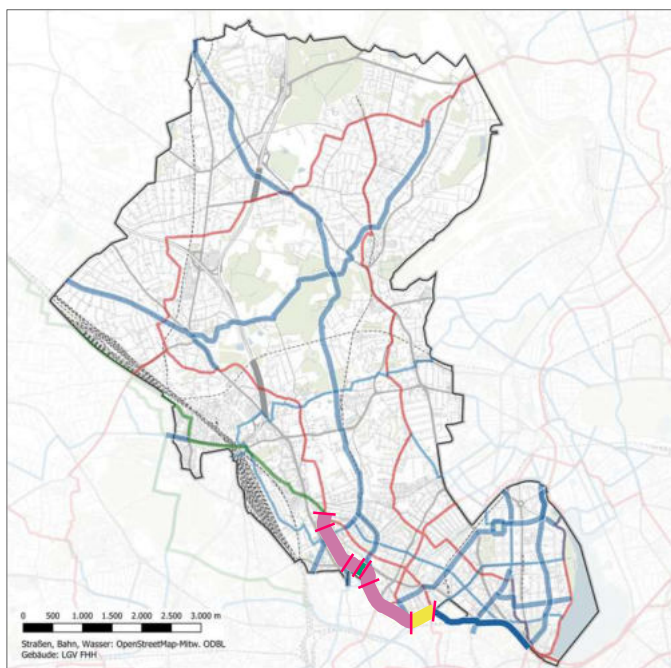 0 500 1.000 1.500 2.000 2.500 3.000 m
Straßen, Bahn, Wasser: OpenStreetMap-Mitw. ODBL
Gebäude: LGV FHH